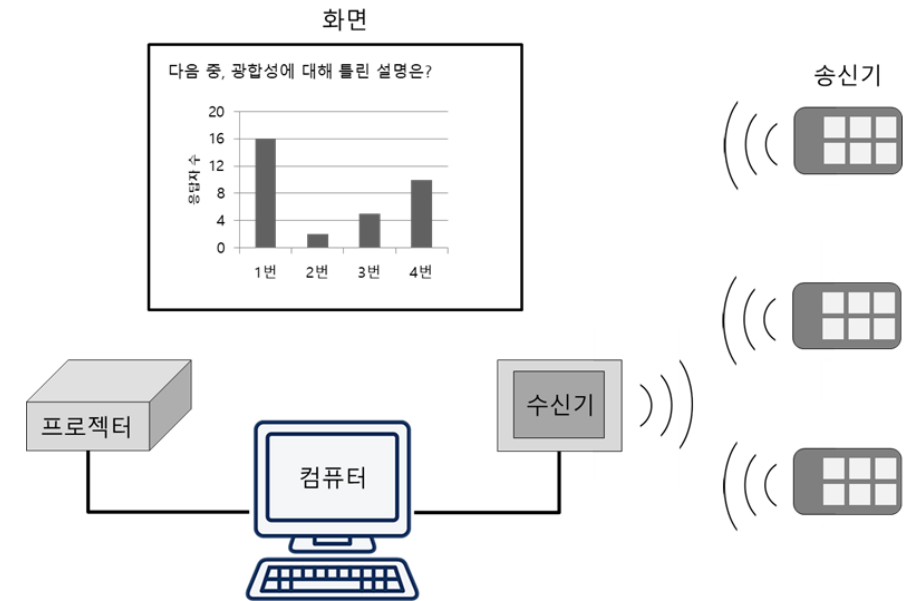 화면
다음 중, 광합성에 대해 틀린 설명은?
송신기
20
16
12
8
4
0
응답자 수
1번 2번 3번 4번
프로젝터
컴퓨터
수신기